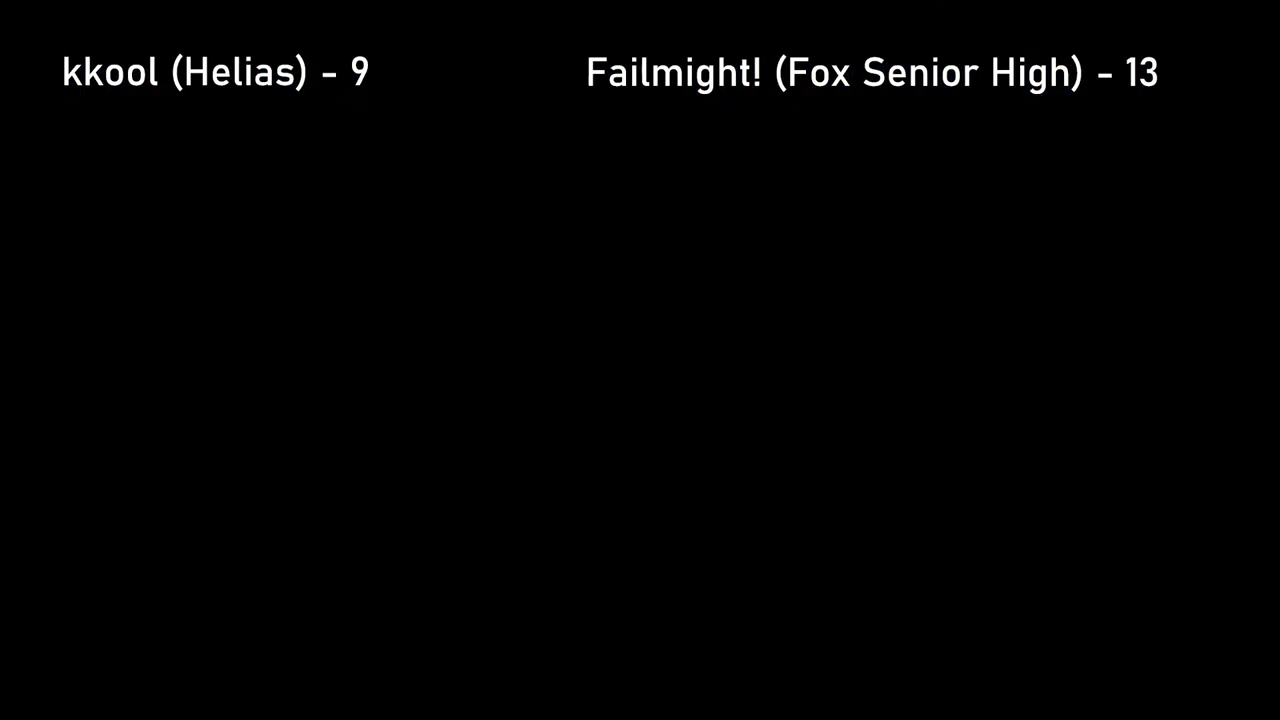 kkool (Helias) - 9
Failmight! (Fox Senior High) - 13